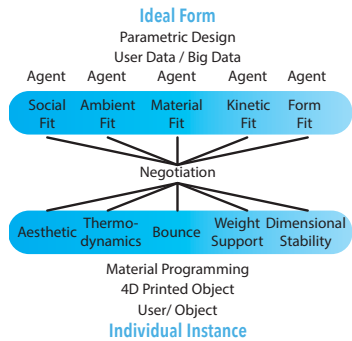 Ideal Form
Parametric Design
User Data / Big Data
Agent Agent Agent Agent Agent
Social Ambient Material Kinetic Form
Fit Fit Fit Fit Fit
Negotiation
Aesthetic Thermo- Bounce Weight Dimensional
dynamics Support Stability
Material Programming
4D Printed Object
User/ Object
Individual Instance